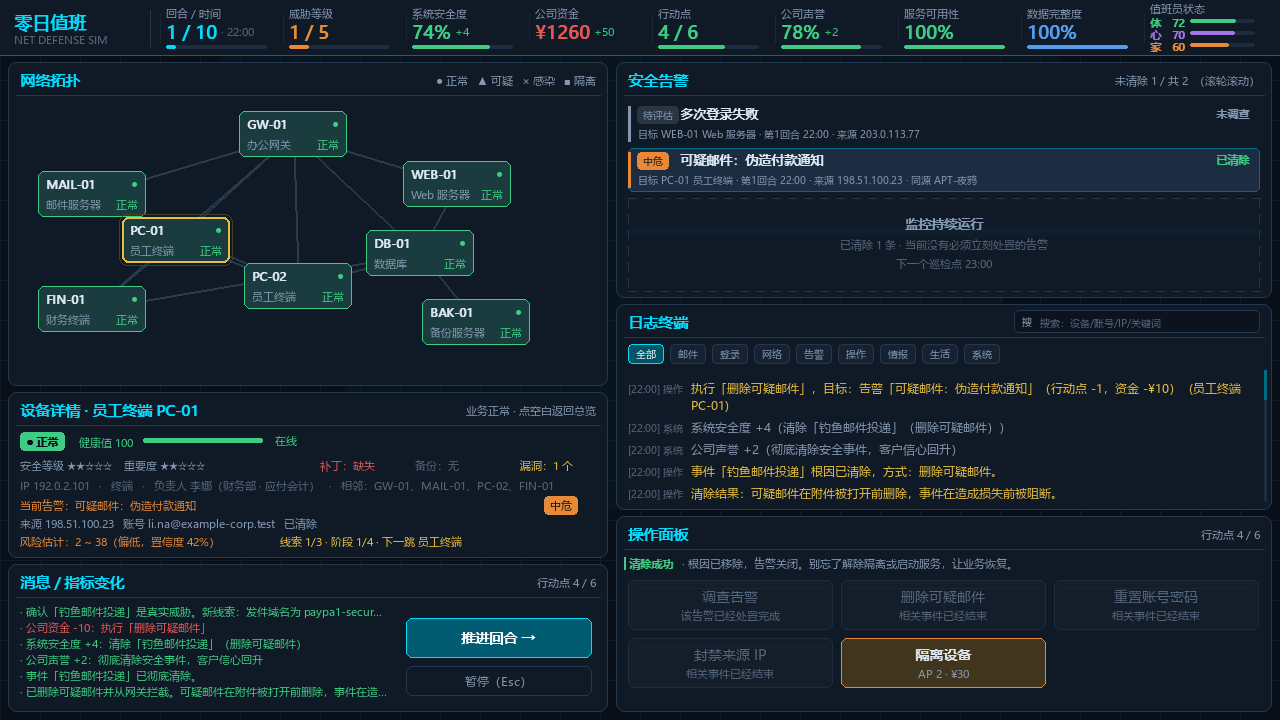 零日值班
NET DEFENSE SIM
回合 / 时间
1 / 10 · 22:00
威胁等级
1 / 5
系统安全度
74% +4
公司资金
¥1260 +50
行动点
4 / 6
公司声誉
78% +2
服务可用性
100%
数据完整度
100%
值班员状态
体 72
心 70
家 60
网络拓扑
● 正常 ▲ 可疑 × 感染 ■ 隔离
GW-01
办公网关 正常
MAIL-01
邮件服务器 正常
WEB-01
Web 服务器 正常
PC-01
员工终端 正常
DB-01
数据库 正常
PC-02
员工终端 正常
FIN-01
财务终端 正常
BAK-01
备份服务器 正常
设备详情 · 员工终端 PC-01
业务正常 · 点空白返回总览
● 正常 健康值 100 在线
安全等级 ★★☆☆☆ 重要度 ★★☆☆☆ 补丁：缺失 备份：无 漏洞：1 个
IP 192.0.2.101 · 终端 · 负责人 李娜（财务部 · 应付会计） · 相邻：GW-01、MAIL-01、PC-02、FIN-01
当前告警：可疑邮件：伪造付款通知 中危
来源 198.51.100.23 账号 li.na@example-corp.test 已清除
风险估计：2 ~ 38（偏低，置信度 42%） 线索 1/3 · 阶段 1/4 · 下一跳 员工终端
消息 / 指标变化
行动点 4 / 6
· 确认「钓鱼邮件投递」是真实威胁。新线索：发件域名为 paypa1-secur...
· 公司资金 -10：执行「删除可疑邮件」
· 系统安全度 +4：清除「钓鱼邮件投递」（删除可疑邮件）
· 公司声誉 +2：彻底清除安全事件，客户信心回升
· 事件「钓鱼邮件投递」已彻底清除。
· 已删除可疑邮件并从网关拦截。可疑邮件在附件被打开前删除，事件在造...
推进回合 →
暂停（Esc）
安全告警
未清除 1 / 共 2 （滚轮滚动）
待评估 多次登录失败 未调查
目标 WEB-01 Web 服务器 · 第1回合 22:00 · 来源 203.0.113.77
中危 可疑邮件：伪造付款通知 已清除
目标 PC-01 员工终端 · 第1回合 22:00 · 来源 198.51.100.23 · 同源 APT-夜鸦
监控持续运行
已清除 1 条 · 当前没有必须立刻处置的告警
下一个巡检点 23:00
日志终端
搜 搜索：设备/账号/IP/关键词
全部 邮件 登录 网络 告警 操作 情报 生活 系统
[22:00] 操作 执行「删除可疑邮件」，目标：告警「可疑邮件：伪造付款通知」（行动点 -1，资金 -¥10）（员工终端
PC-01）
[22:00] 系统 系统安全度 +4（清除「钓鱼邮件投递」（删除可疑邮件））
[22:00] 系统 公司声誉 +2（彻底清除安全事件，客户信心回升）
[22:00] 操作 事件「钓鱼邮件投递」根因已清除，方式：删除可疑邮件。
[22:00] 操作 清除结果：可疑邮件在附件被打开前删除，事件在造成损失前被阻断。
操作面板
行动点 4 / 6
清除成功 · 根因已移除，告警关闭。别忘了解除隔离或启动服务，让业务恢复。
调查告警
该告警已经处置完成
删除可疑邮件
相关事件已经结束
重置账号密码
相关事件已经结束
封禁来源 IP
相关事件已经结束
隔离设备
AP 2 · ¥30